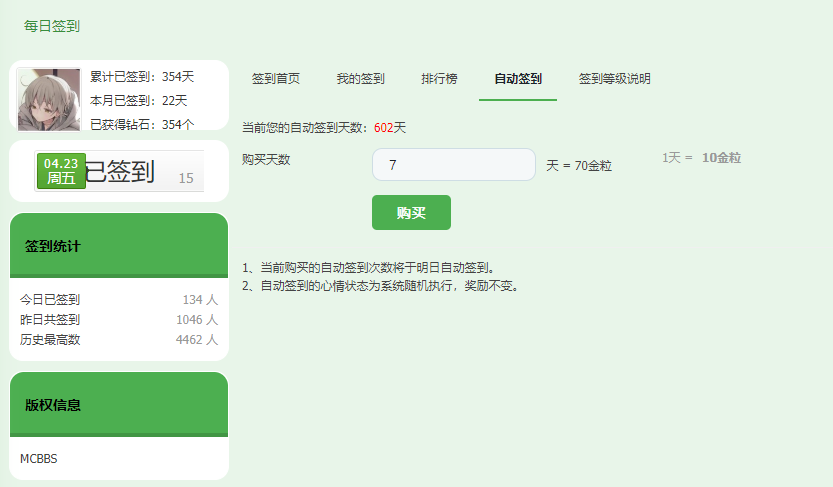 每日签到
累计已签到：354天
本月已签到：22天
已获得钻石：354个
04.23
周五
已签到
15
签到统计
今日已签到 134 人
昨日共签到 1046 人
历史最高数 4462 人
版权信息
MCBBS
签到首页 我的签到 排行榜 自动签到 签到等级说明
当前您的自动签到天数：602天
购买天数 7 天 = 70金粒 1天 = 10金粒
购买
1、当前购买的自动签到次数将于明日自动签到。
2、自动签到的心情状态为系统随机执行，奖励不变。